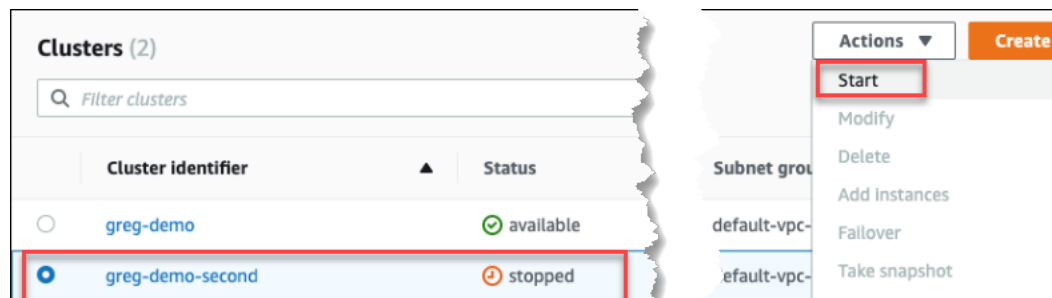 Clusters (2)
Actions ▼
Create
Filter clusters
Start
Modify
Delete
Add instances
Failover
Take snapshot
Cluster identifier
Status
Subnet grou
greg-demo
available
default-vpc-
greg-demo-second
stopped
efault-vpc-